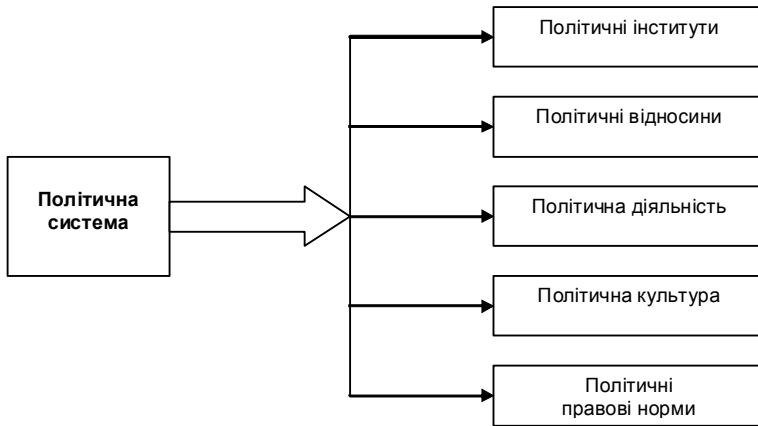 Політична
система
Політичні інститути
Політичні відносини
Політична діяльність
Політична культура
Політичні
правові норми